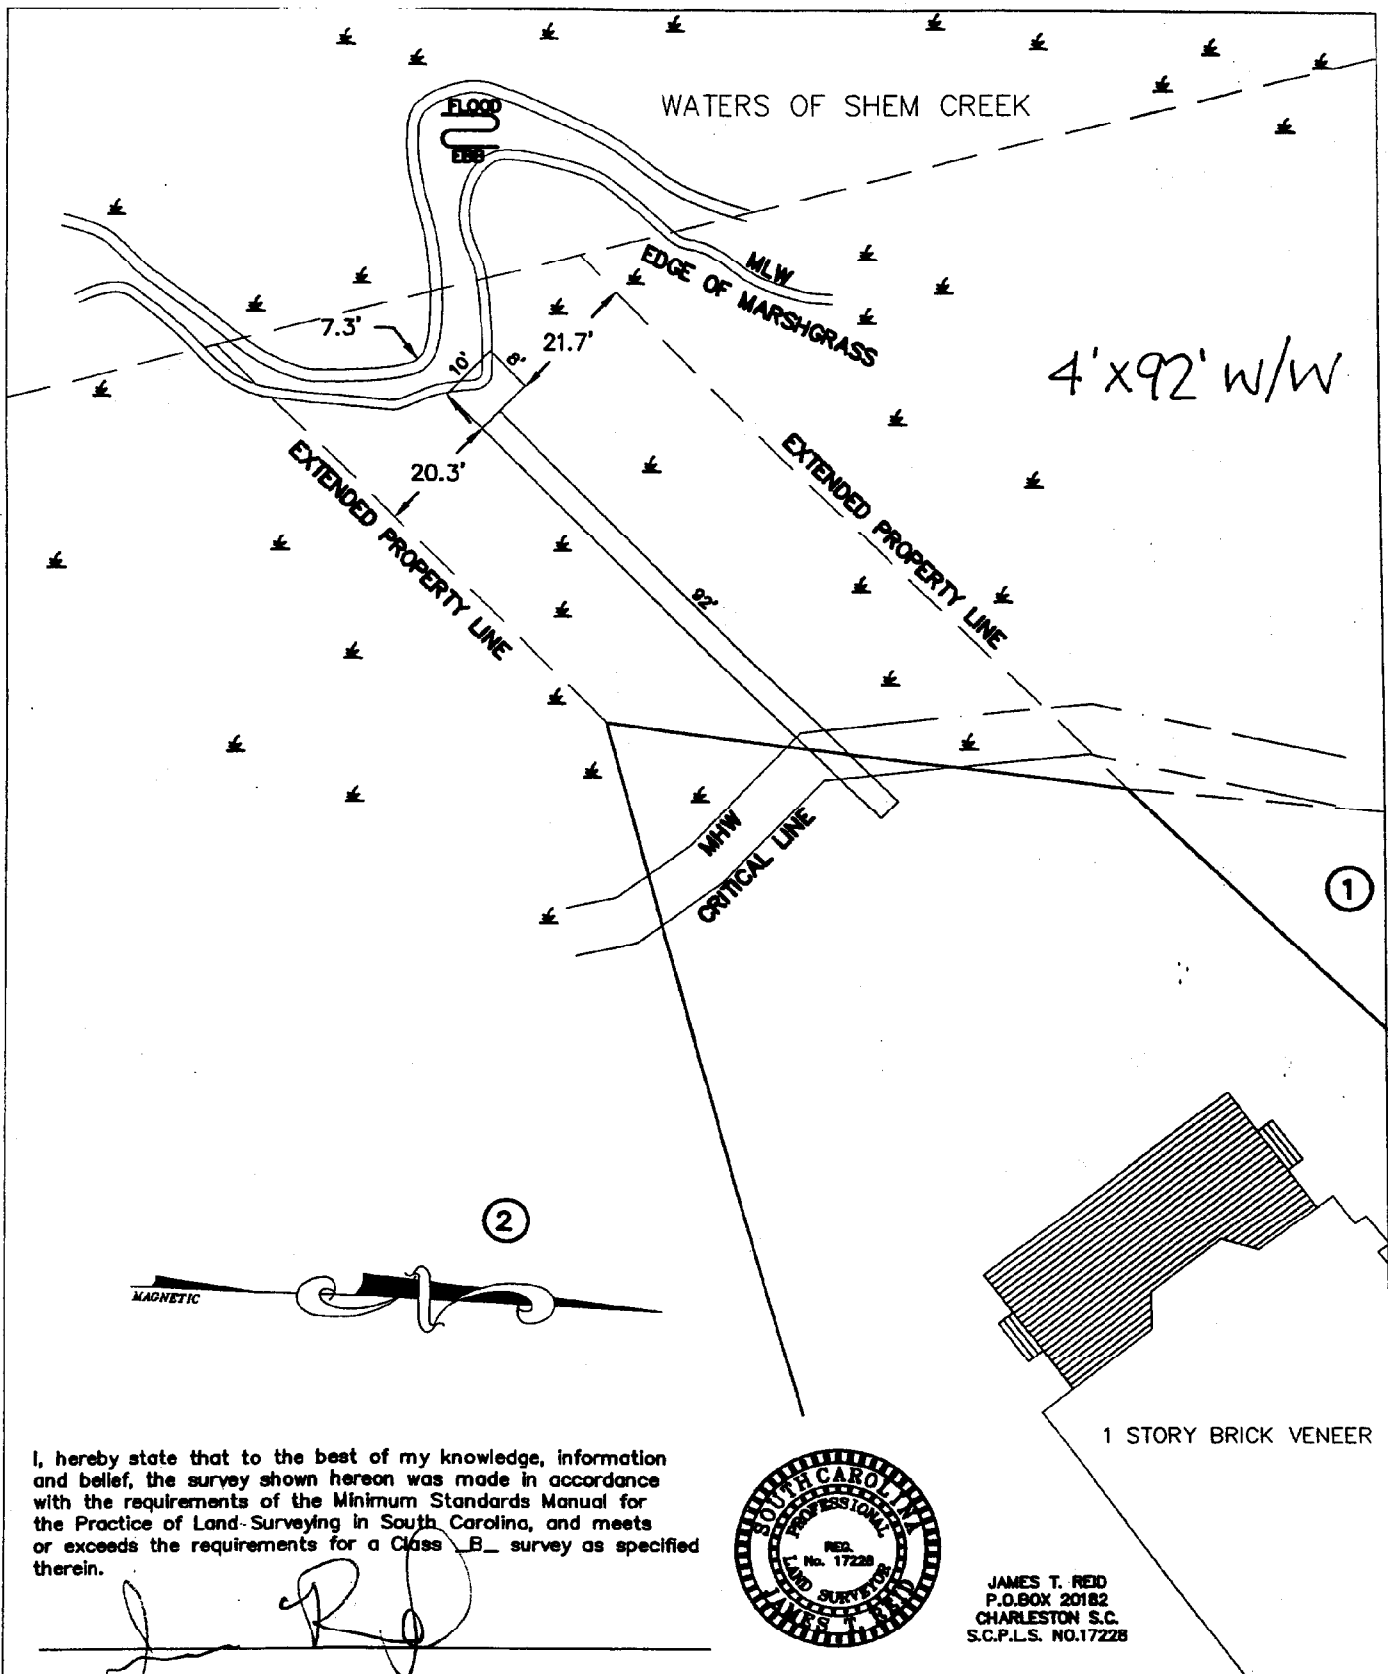 WATERS OF SHEM CREEK
FLOOD
EBB
MLW
EDGE OF MARSHGRASS
7.3'
10'
8'
21.7'
4'x92' W/W
20.3'
EXTENDED PROPERTY LINE
EXTENDED PROPERTY LINE
92'
MHW
CRITICAL LINE
1
2
MAGNETIC
1 STORY BRICK VENEER
I, hereby state that to the best of my knowledge, information
and belief, the survey shown hereon was made in accordance
with the requirements of the Minimum Standards Manual for
the Practice of Land Surveying in South Carolina, and meets
or exceeds the requirements for a Class _B_ survey as specified
therein.
SOUTH CAROLINA
PROFESSIONAL
REG.
No. 17228
LAND SURVEYOR
JAMES T. REID
JAMES T. REID
P.O.BOX 20182
CHARLESTON S.C.
S.C.P.L.S. NO.17228